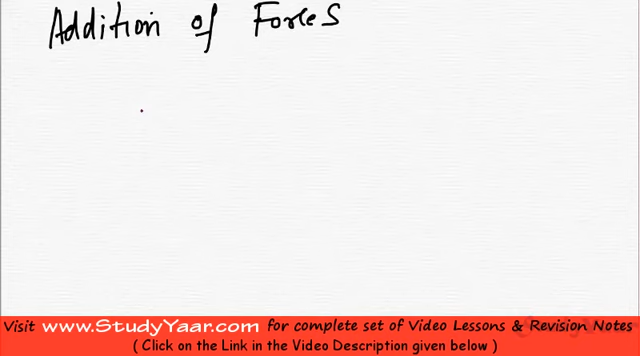 Addition of Forces
Visit www.StudyYaar.com for complete set of Video Lessons & Revision Notes
( Click on the Link in the Video Description given below )